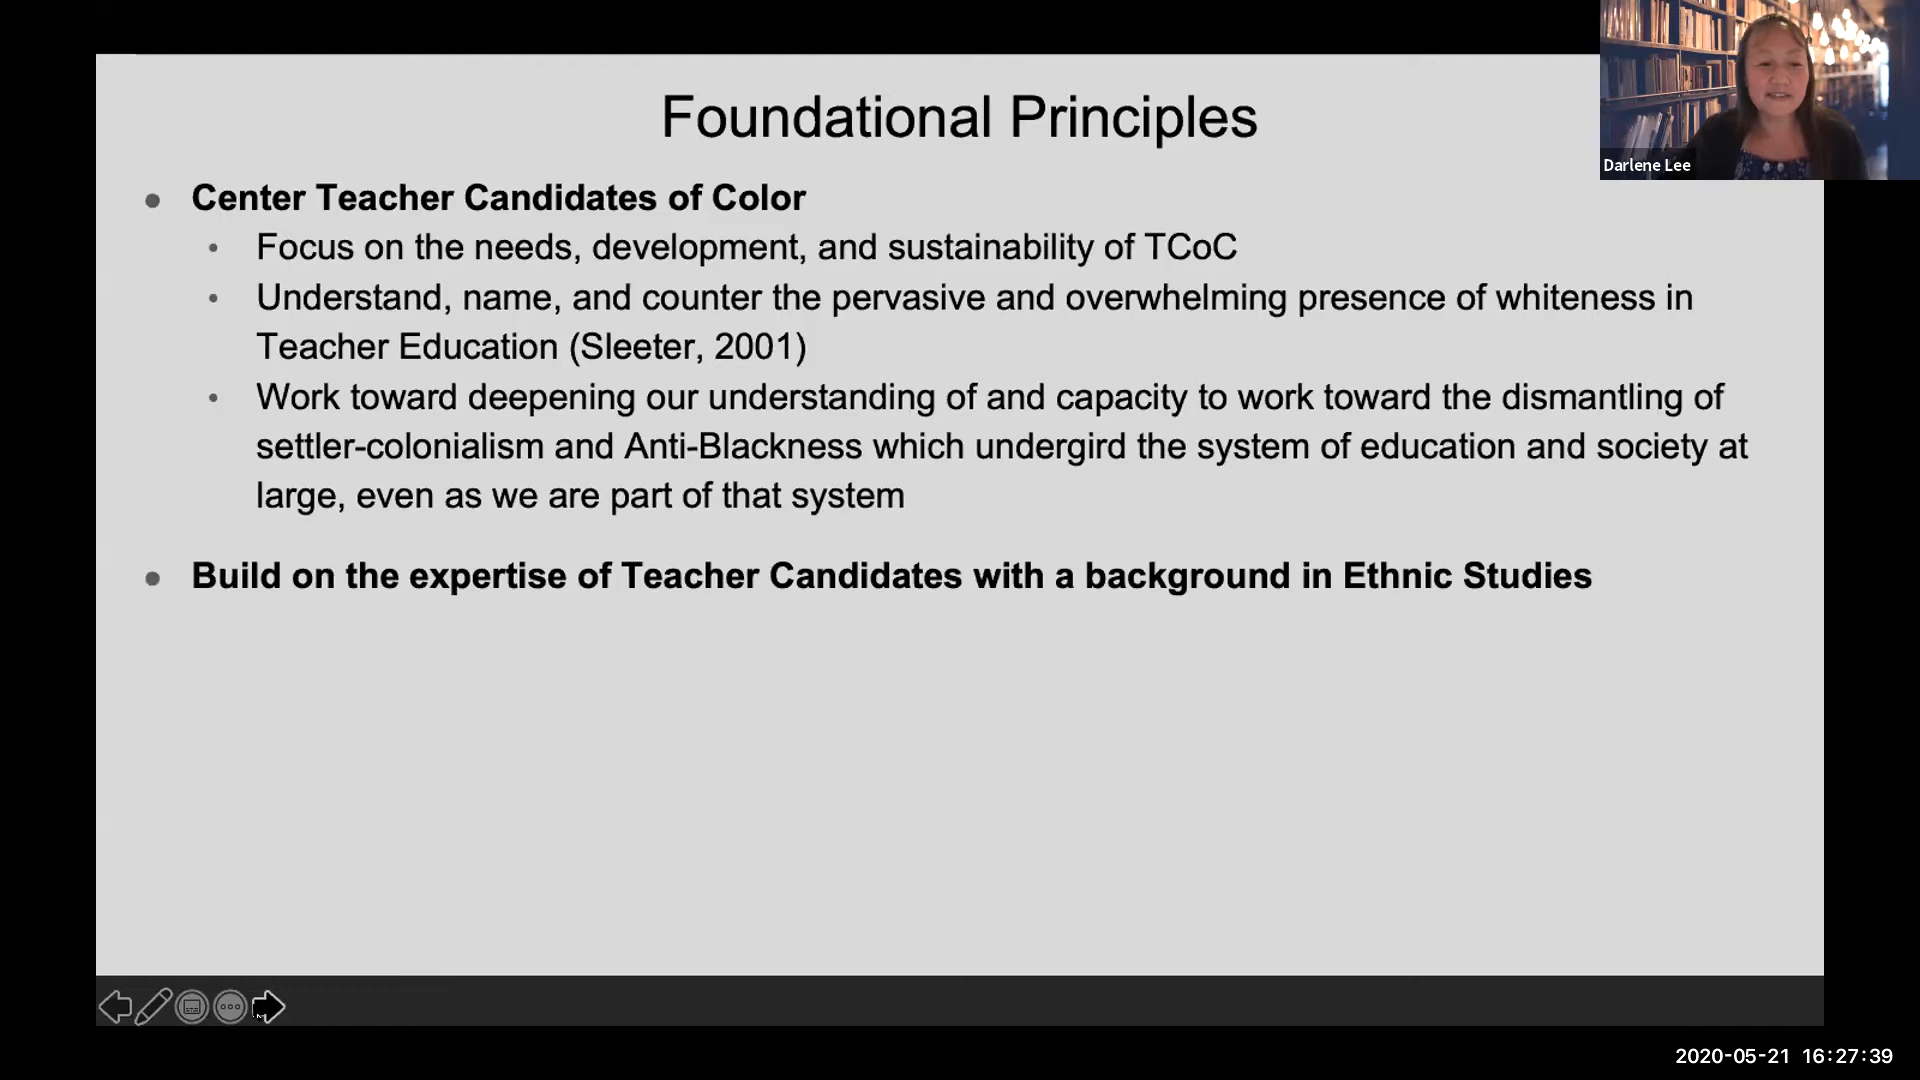 Foundational Principles
Darlene Lee
Center Teacher Candidates of Color
Focus on the needs, development, and sustainability of TCoC
Understand, name, and counter the pervasive and overwhelming presence of whiteness in
Teacher Education (Sleeter, 2001)
Work toward deepening our understanding of and capacity to work toward the dismantling of
settler-colonialism and Anti-Blackness which undergird the system of education and society at
large, even as we are part of that system
Build on the expertise of Teacher Candidates with a background in Ethnic Studies
2020-05-21 16:27:39